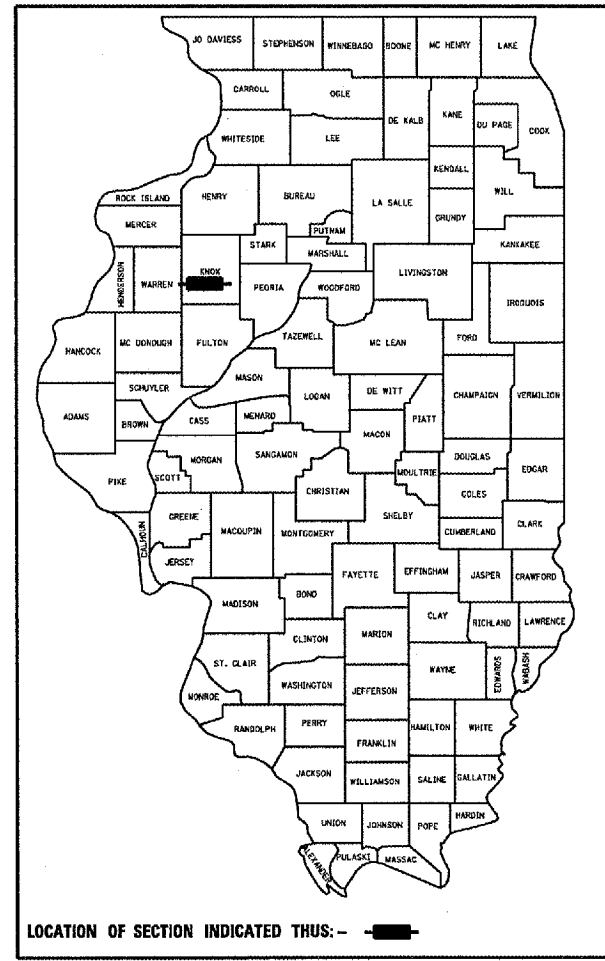 JO DAVIESS STEPHENSON WINNEBAGO BOONE MC HENRY LAKE
CARROLL OGLE DE KALB KANE DU PAGE COOK
WHITESIDE LEE KENDALL WILL
ROCK ISLAND HENRY BUREAU LA SALLE GRUNDY
MERCER PUTNAM KANKAKEE
STARK MARSHALL
HENDERSON WARREN KNOX PEORIA WOODFORD LIVINGSTON IROQUOIS
HANCOCK MC DONOUGH FULTON TAZEWELL MC LEAN FORD
SCHUYLER MASON LOGAN DE WITT CHAMPAIGN VERMILION
ADAMS BROWN CASS MENARD MACON PIATT
PIKE SCOTT MORGAN SANGAMON CHRISTIAN MOULTRIE DOUGLAS EDGAR
COLES
CALHOUN GREENE MACOUPIN MONTGOMERY SHELBY CUMBERLAND CLARK
JERSEY FAYETTE EFFINGHAM JASPER CRAWFORD
MADISON BOND CLAY RICHLAND LAWRENCE
CLINTON MARION
ST. CLAIR WAYNE EDWARDS WABASH
MONROE WASHINGTON JEFFERSON
RANDOLPH PERRY HAMILTON WHITE
FRANKLIN
JACKSON WILLIAMSON SALINE GALLATIN
UNION JOHNSON POPE HARDIN
ALEXANDER PULASKI MASSAC
LOCATION OF SECTION INDICATED THUS:-